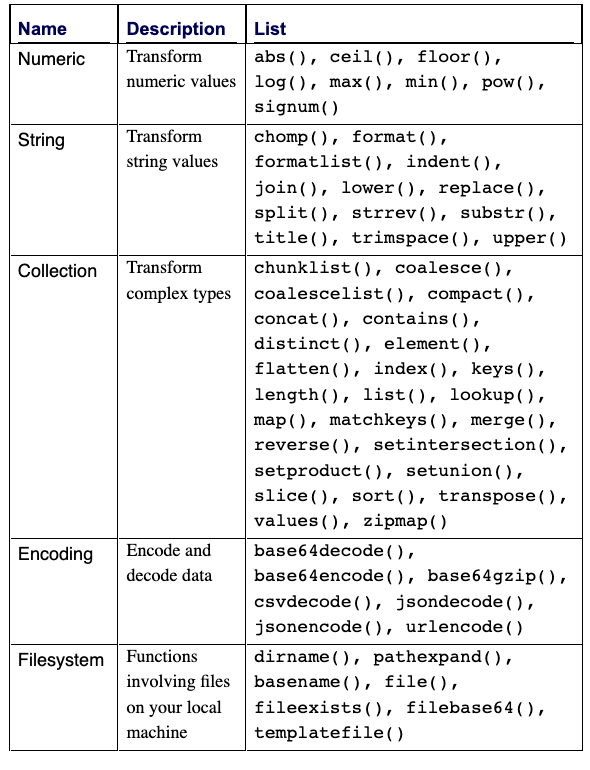 Name Description List
Numeric Transform abs(), ceil(), floor(),
numeric values log(), max(), min(), pow(),
signum()
String Transform chomp(), format(),
string values formatlist(), indent(),
join(), lower(), replace(),
split(), strrev(), substr(),
title(), trimspace(), upper()
Collection Transform chunklist(), coalesce(),
complex types coalescelist(), compact(),
concat(), contains(),
distinct(), element(),
flatten(), index(), keys(),
length(), list(), lookup(),
map(), matchkeys(), merge(),
reverse(), setintersection(),
setproduct(), setunion(),
slice(), sort(), transpose(),
values(), zipmap()
Encoding Encode and base64decode(),
decode data base64encode(), base64gzip(),
csvdecode(), jsondecode(),
jsonencode(), urlencode()
Filesystem Functions dirname(), pathexpand(),
involving files basename(), file(),
on your local fileexists(), filebase64(),
machine templatefile()